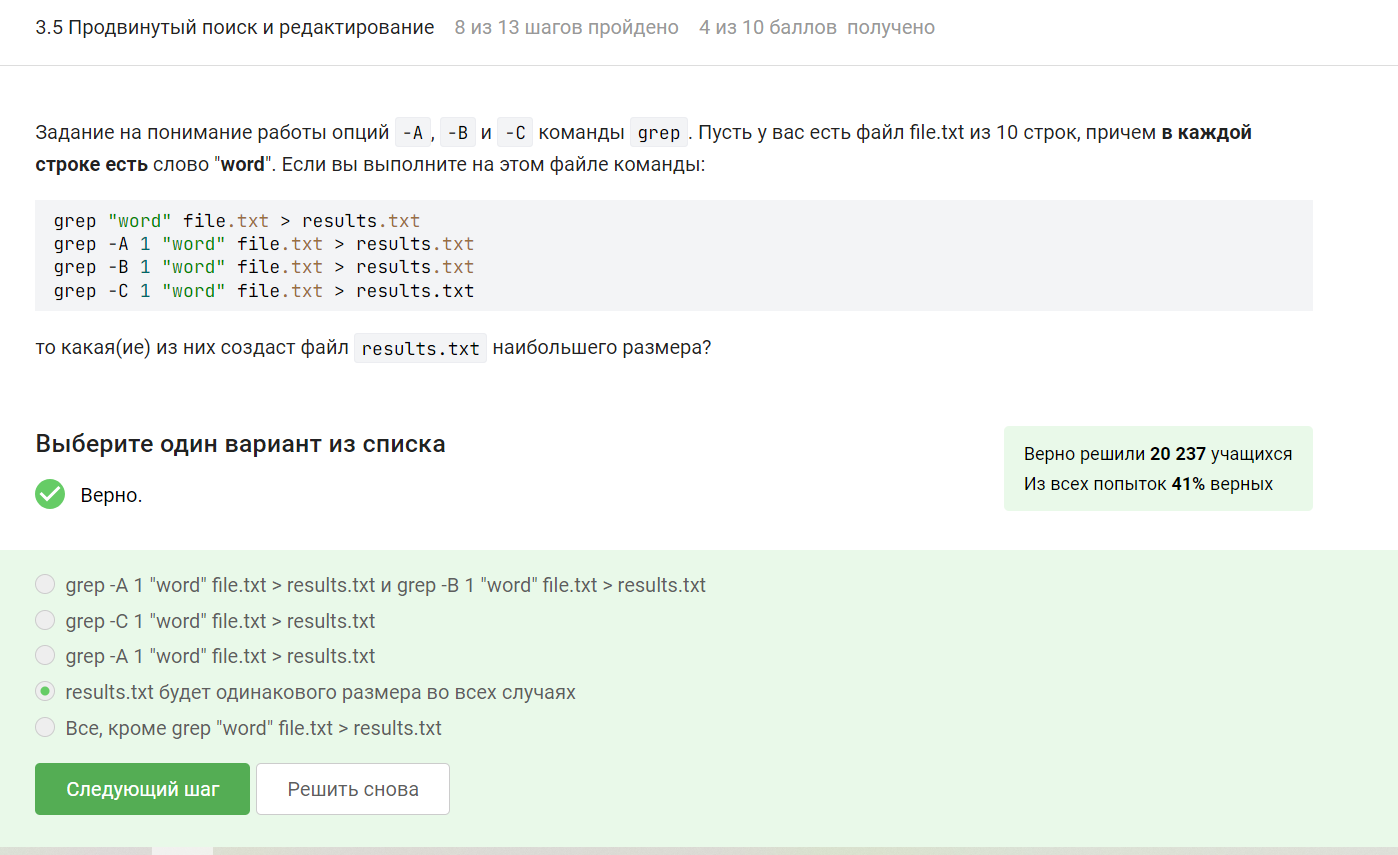 3.5 Продвинутый поиск и редактирование 8 из 13 шагов пройдено 4 из 10 баллов получено
Задание на понимание работы опций -A, -B и -C команды grep. Пусть у вас есть файл file.txt из 10 строк, причем в каждой
строке есть слово "word". Если вы выполните на этом файле команды:
grep "word" file.txt > results.txt
grep -A 1 "word" file.txt > results.txt
grep -B 1 "word" file.txt > results.txt
grep -C 1 "word" file.txt > results.txt
то какая(ие) из них создаст файл results.txt наибольшего размера?
Выберите один вариант из списка
Верно.
Верно решили 20 237 учащихся
Из всех попыток 41% верных
grep -A 1 "word" file.txt > results.txt и grep -B 1 "word" file.txt > results.txt
grep -C 1 "word" file.txt > results.txt
grep -A 1 "word" file.txt > results.txt
results.txt будет одинакового размера во всех случаях
Все, кроме grep "word" file.txt > results.txt
Следующий шаг Решить снова